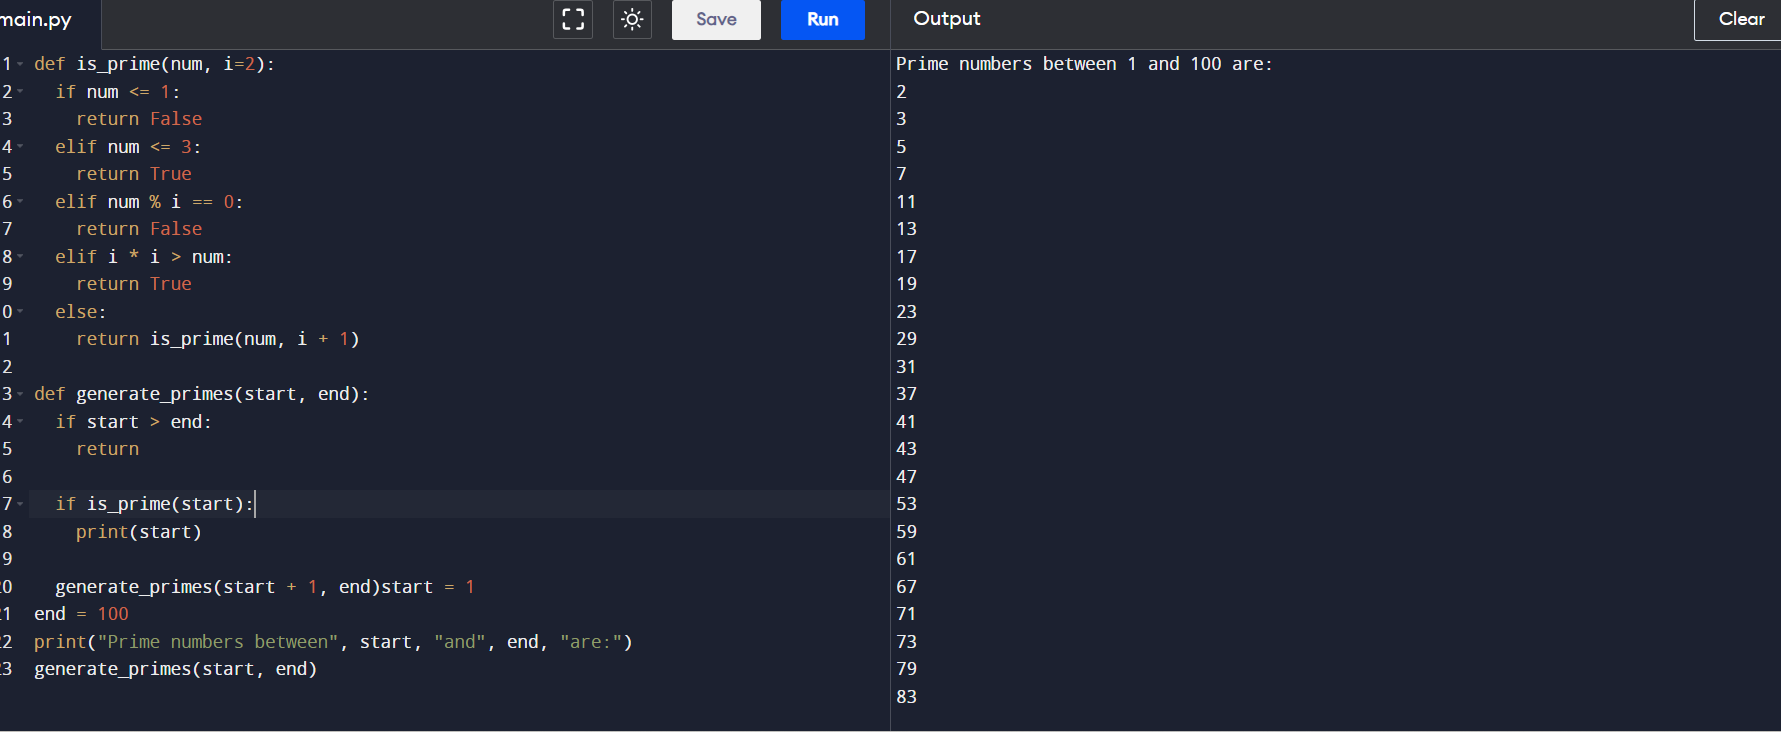 main.py Save Run Output Clear
1 def is_prime(num, i=2):
2   if num <= 1:
3     return False
4   elif num <= 3:
5     return True
6   elif num % i == 0:
7     return False
8   elif i * i > num:
9     return True
0   else:
1     return is_prime(num, i + 1)
2
3 def generate_primes(start, end):
4   if start > end:
5     return
6
7   if is_prime(start):
8     print(start)
9
0   generate_primes(start + 1, end)start = 1
1 end = 100
2 print("Prime numbers between", start, "and", end, "are:")
3 generate_primes(start, end)
Prime numbers between 1 and 100 are:
2
3
5
7
11
13
17
19
23
29
31
37
41
43
47
53
59
61
67
71
73
79
83